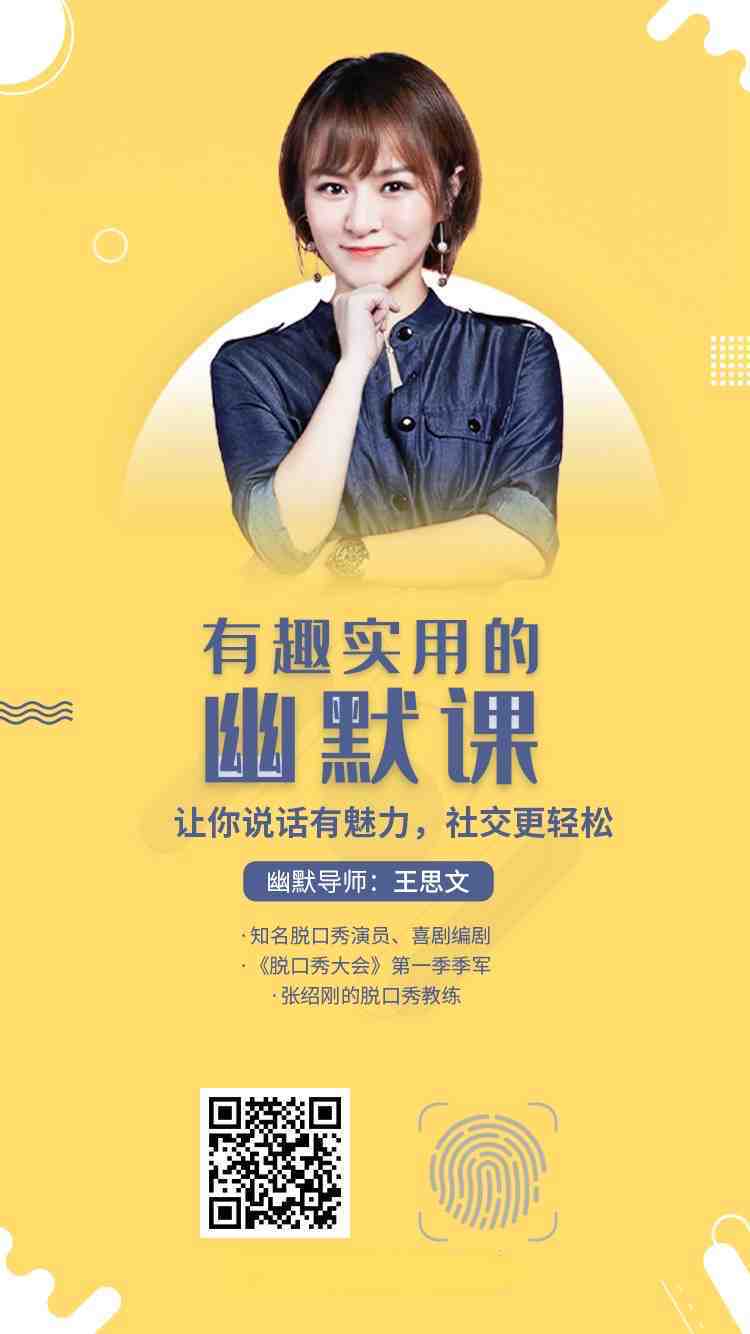 有趣实用的
幽默课
让你说话有魅力，社交更轻松
幽默导师：王思文
·知名脱口秀演员、喜剧编剧
·《脱口秀大会》第一季季军
·张绍刚的脱口秀教练